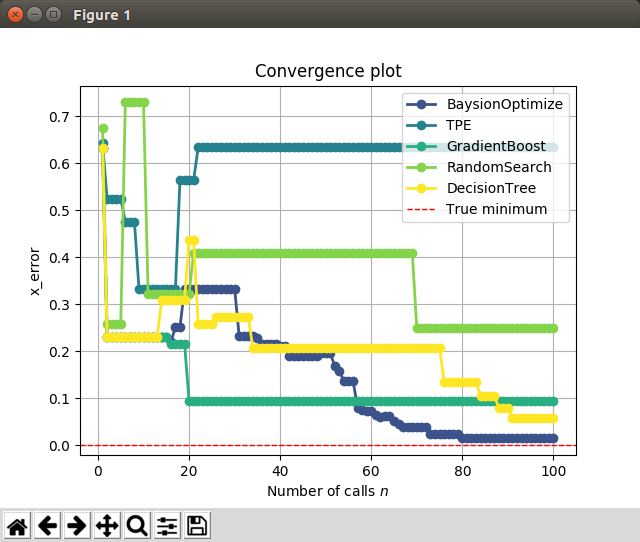 Figure 1
Convergence plot
BaysionOptimize
TPE
GradientBoost
RandomSearch
DecisionTree
True minimum
x_error
0.7
0.6
0.5
0.4
0.3
0.2
0.1
0.0
0 20 40 60 80 100
Number of calls n